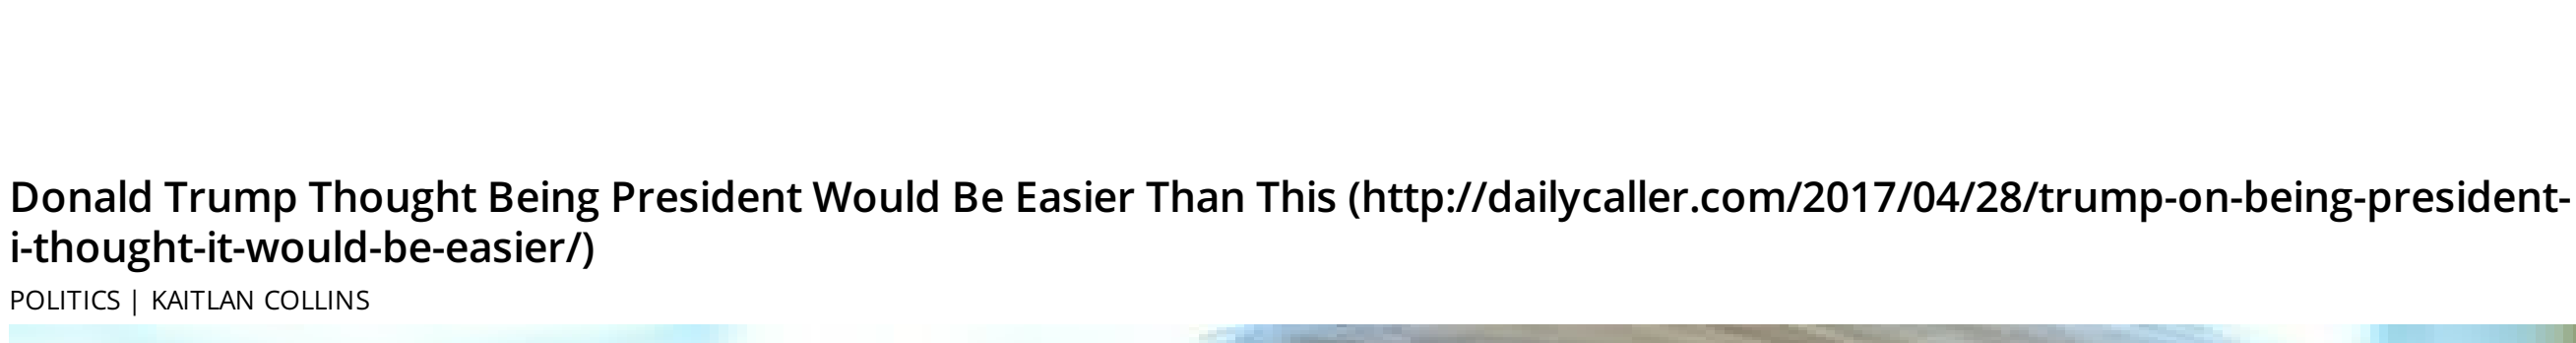 Donald Trump Thought Being President Would Be Easier Than This (http://dailycaller.com/2017/04/28/trump-on-being-president-
i-thought-it-would-be-easier/)
POLITICS | KAITLAN COLLINS